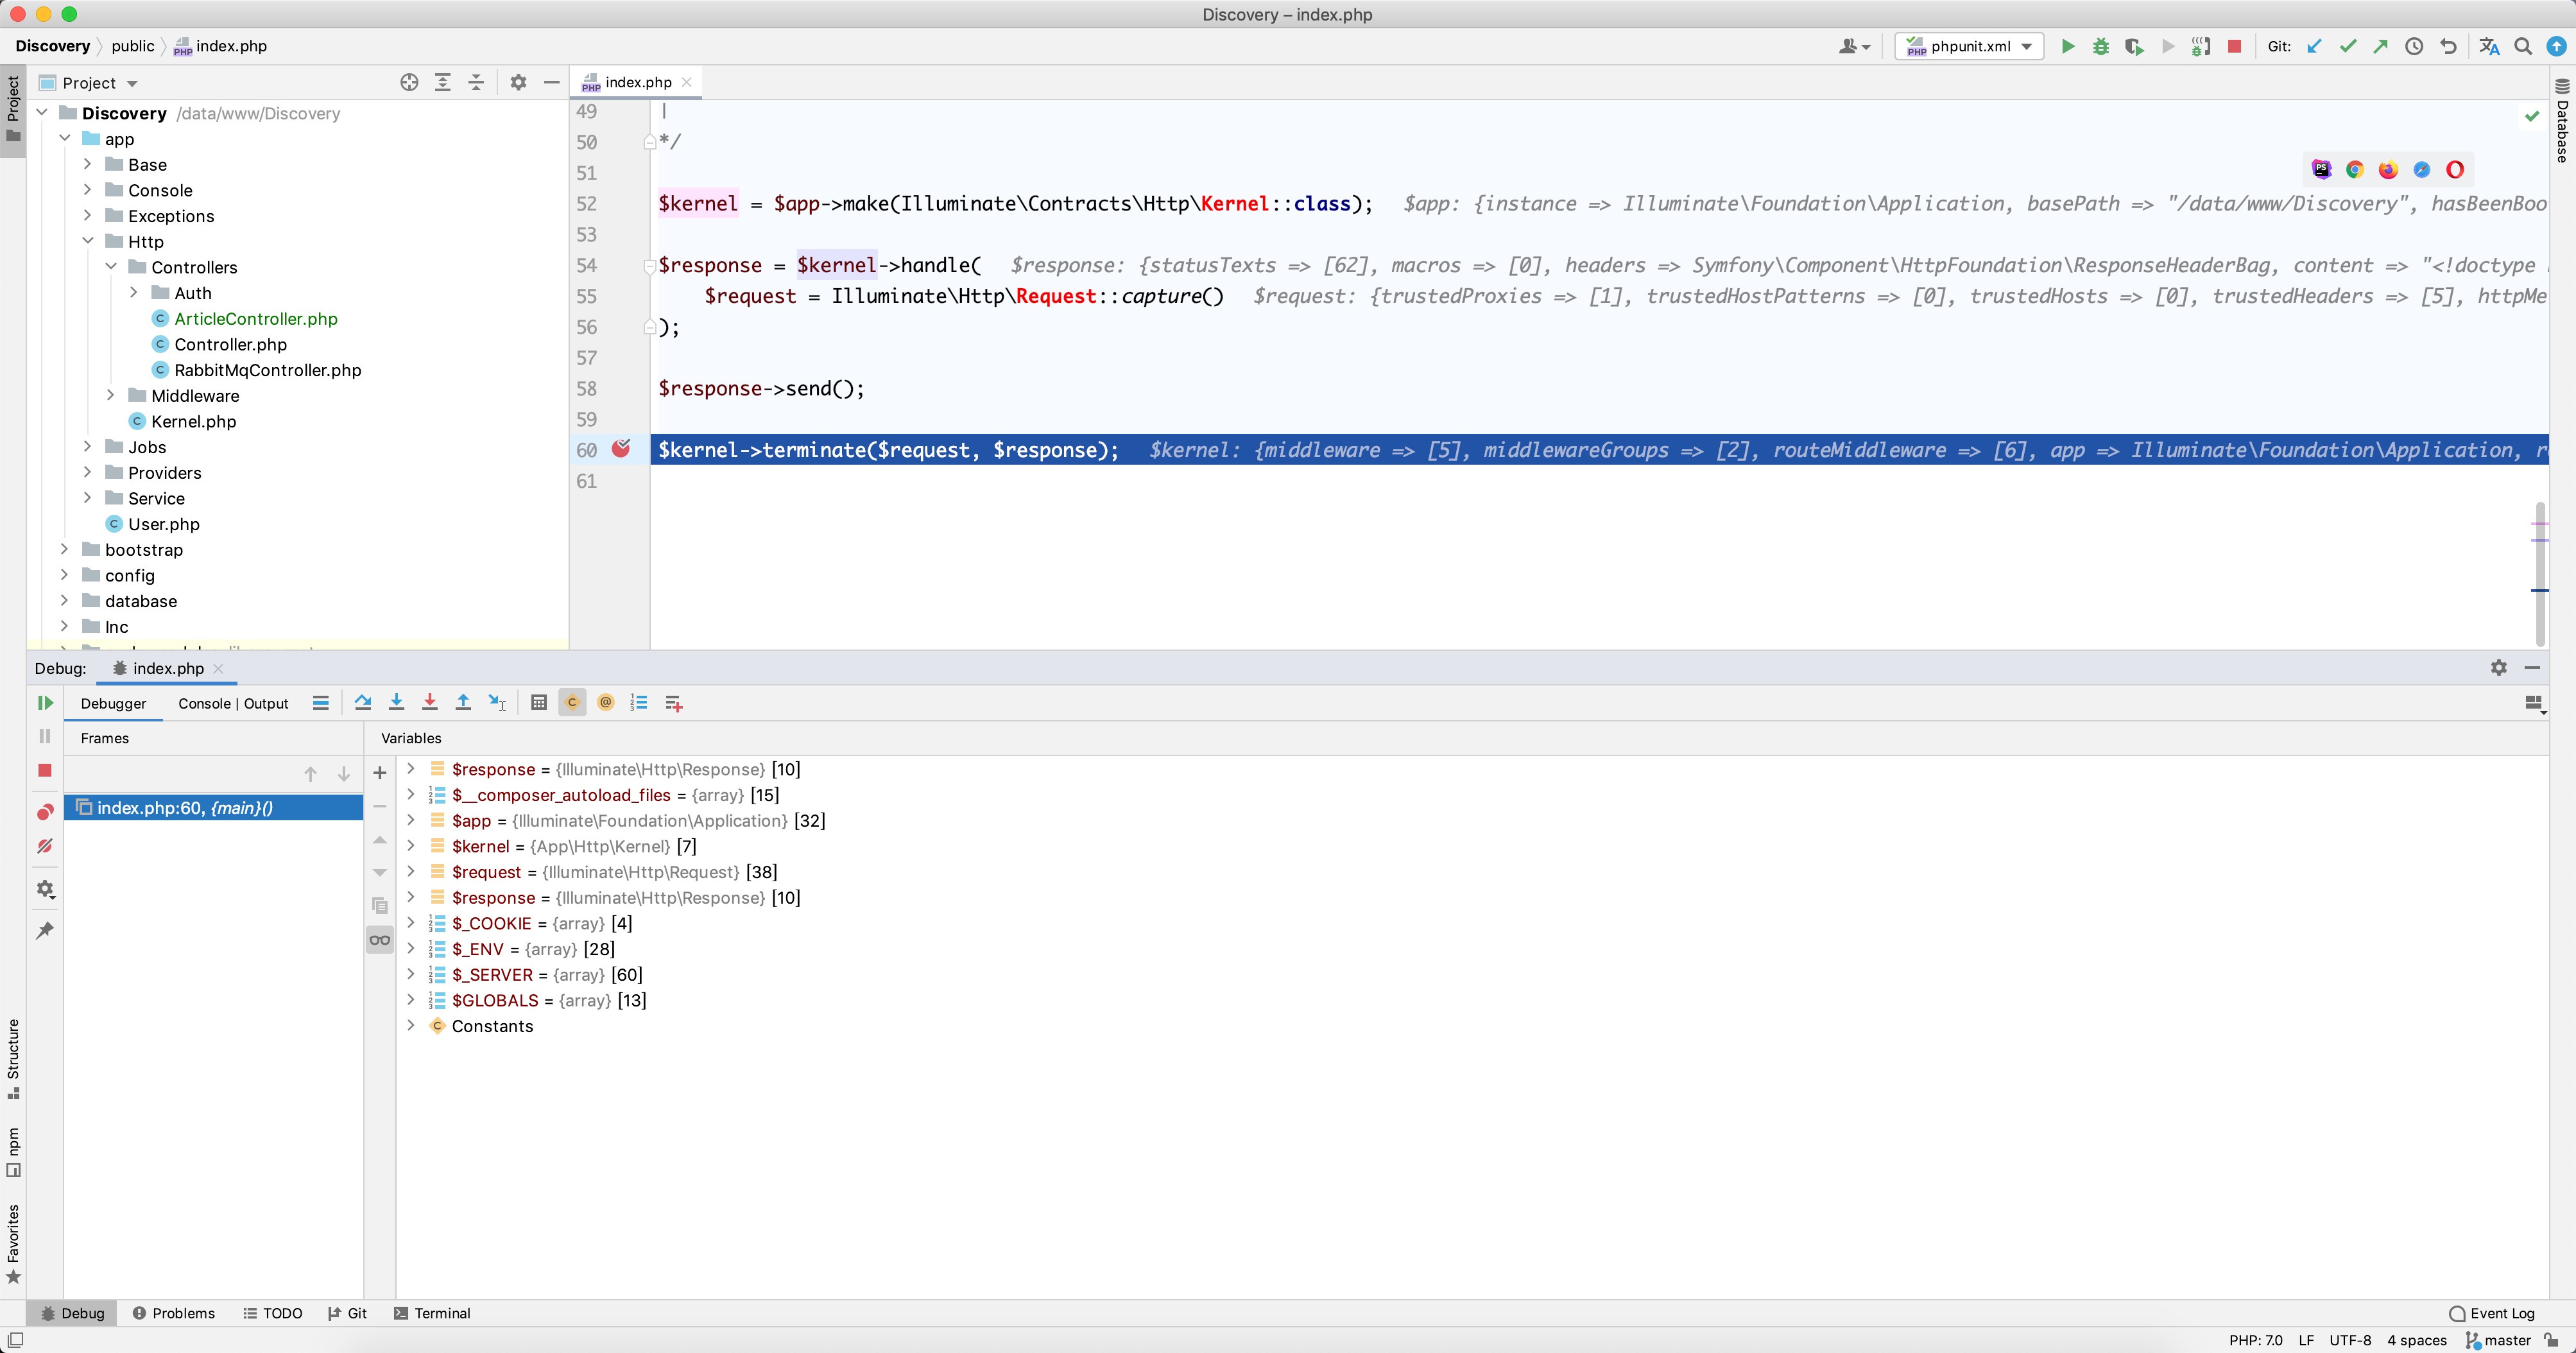 Discovery – index.php
Discovery public index.php
phpunit.xml
Git:
Project
Project
index.php
Database
Discovery /data/www/Discovery
app
Base
Console
Exceptions
Http
Controllers
Auth
ArticleController.php
Controller.php
RabbitMqController.php
Middleware
Kernel.php
Jobs
Providers
Service
User.php
bootstrap
config
database
Inc
49 |
50 */
51
52 $kernel = $app->make(Illuminate\Contracts\Http\Kernel::class); $app: {instance => Illuminate\Foundation\Application, basePath => "/data/www/Discovery", hasBeenBoo
53
54 $response = $kernel->handle( $response: {statusTexts => [62], macros => [0], headers => Symfony\Component\HttpFoundation\ResponseHeaderBag, content => "<!doctype
55 $request = Illuminate\Http\Request::capture() $request: {trustedProxies => [1], trustedHostPatterns => [0], trustedHosts => [0], trustedHeaders => [5], httpMe
56 );
57
58 $response->send();
59
60 $kernel->terminate($request, $response); $kernel: {middleware => [5], middlewareGroups => [2], routeMiddleware => [6], app => Illuminate\Foundation\Application, r
61
Debug: index.php
Debugger Console | Output
Frames
Variables
index.php:60, {main}()
$response = {Illuminate\Http\Response} [10]
$__composer_autoload_files = {array} [15]
$app = {Illuminate\Foundation\Application} [32]
$kernel = {App\Http\Kernel} [7]
$request = {Illuminate\Http\Request} [38]
$response = {Illuminate\Http\Response} [10]
$_COOKIE = {array} [4]
$_ENV = {array} [28]
$_SERVER = {array} [60]
$GLOBALS = {array} [13]
Constants
Structure
npm
Favorites
Debug Problems TODO Git Terminal Event Log
PHP: 7.0 LF UTF-8 4 spaces master